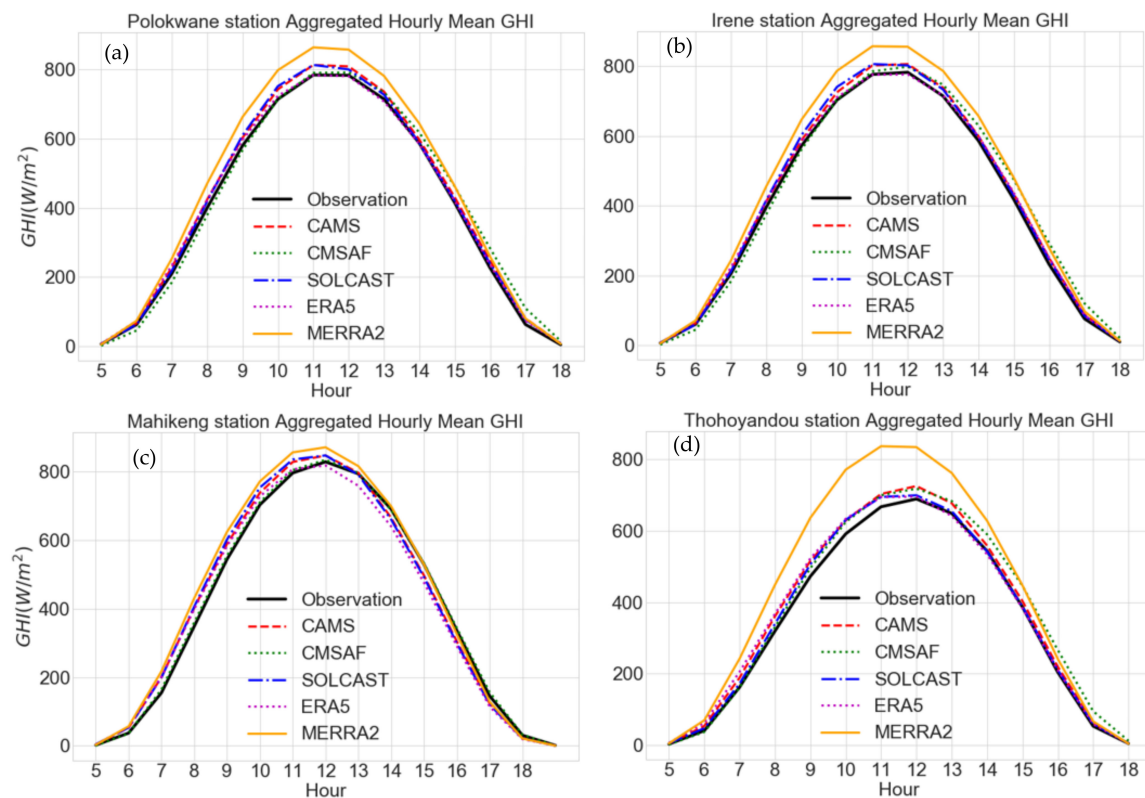 Polokwane station Aggregated Hourly Mean GHI
(a)
GHI(W/m²)
800
600
400
200
0
Observation
CAMS
CMSAF
SOLCAST
ERA5
MERRA2
5 6 7 8 9 10 11 12 13 14 15 16 17 18
Hour
Irene station Aggregated Hourly Mean GHI
(b)
800
600
400
200
0
Observation
CAMS
CMSAF
SOLCAST
ERA5
MERRA2
5 6 7 8 9 10 11 12 13 14 15 16 17 18
Hour
Mahikeng station Aggregated Hourly Mean GHI
(c)
GHI(W/m²)
800
600
400
200
0
Observation
CAMS
CMSAF
SOLCAST
ERA5
MERRA2
5 6 7 8 9 10 11 12 13 14 15 16 17 18
Hour
Thohoyandou station Aggregated Hourly Mean GHI
(d)
800
600
400
200
0
Observation
CAMS
CMSAF
SOLCAST
ERA5
MERRA2
5 6 7 8 9 10 11 12 13 14 15 16 17 18
Hour